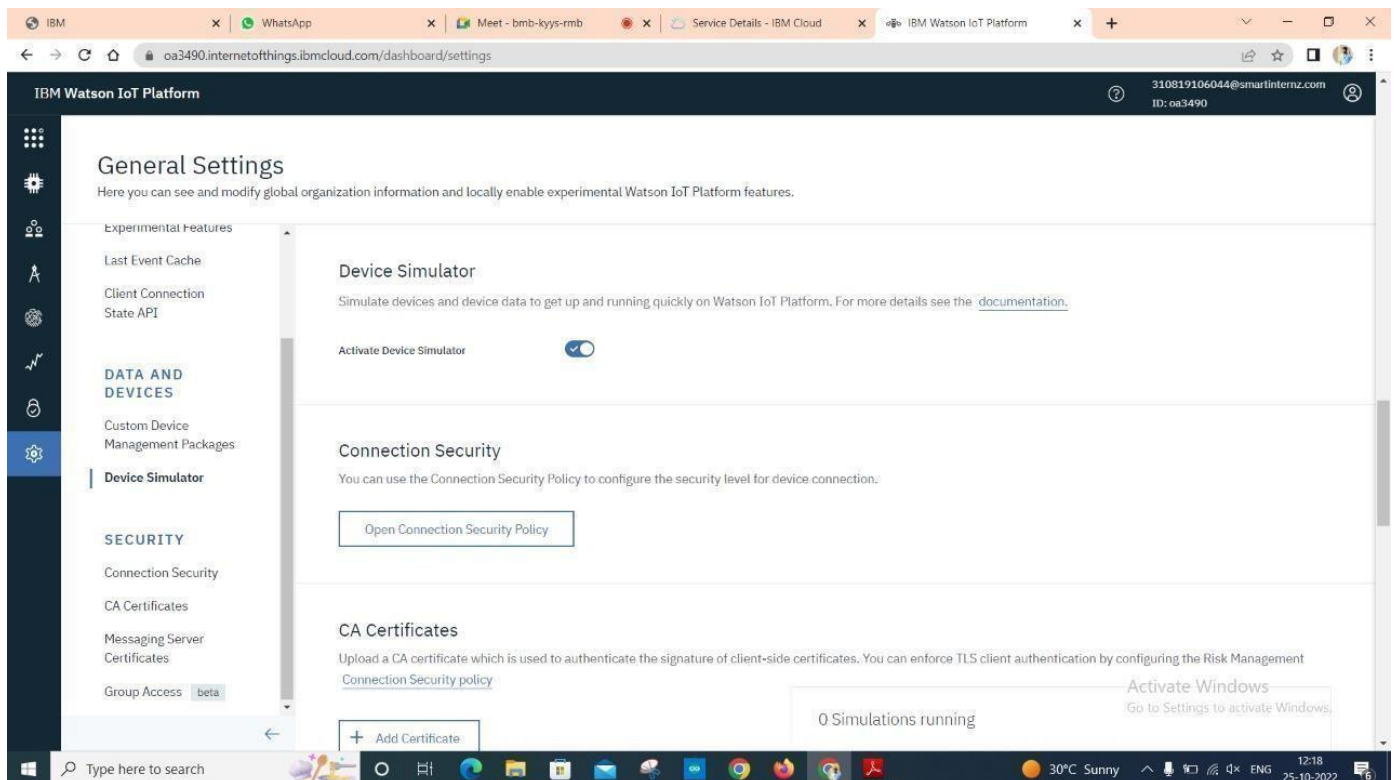 IBM
WhatsApp
Meet - bmb-kyys-rmb
Service Details - IBM Cloud
IBM Watson IoT Platform
oa3490.internetofthings.ibmcloud.com/dashboard/settings
IBM Watson IoT Platform
310819106044@smartinternz.com
ID: oa3490
General Settings
Here you can see and modify global organization information and locally enable experimental Watson IoT Platform features.
Experimental Features
Last Event Cache
Client Connection
State API
DATA AND
DEVICES
Custom Device
Management Packages
Device Simulator
SECURITY
Connection Security
CA Certificates
Messaging Server
Certificates
Group Access beta
Device Simulator
Simulate devices and device data to get up and running quickly on Watson IoT Platform. For more details see the documentation.
Activate Device Simulator
Connection Security
You can use the Connection Security Policy to configure the security level for device connection.
Open Connection Security Policy
CA Certificates
Upload a CA certificate which is used to authenticate the signature of client-side certificates. You can enforce TLS client authentication by configuring the Risk Management
Connection Security policy
+ Add Certificate
0 Simulations running
Activate Windows
Go to Settings to activate Windows.
Type here to search
30°C Sunny
ENG
12:18
25-10-2022
6